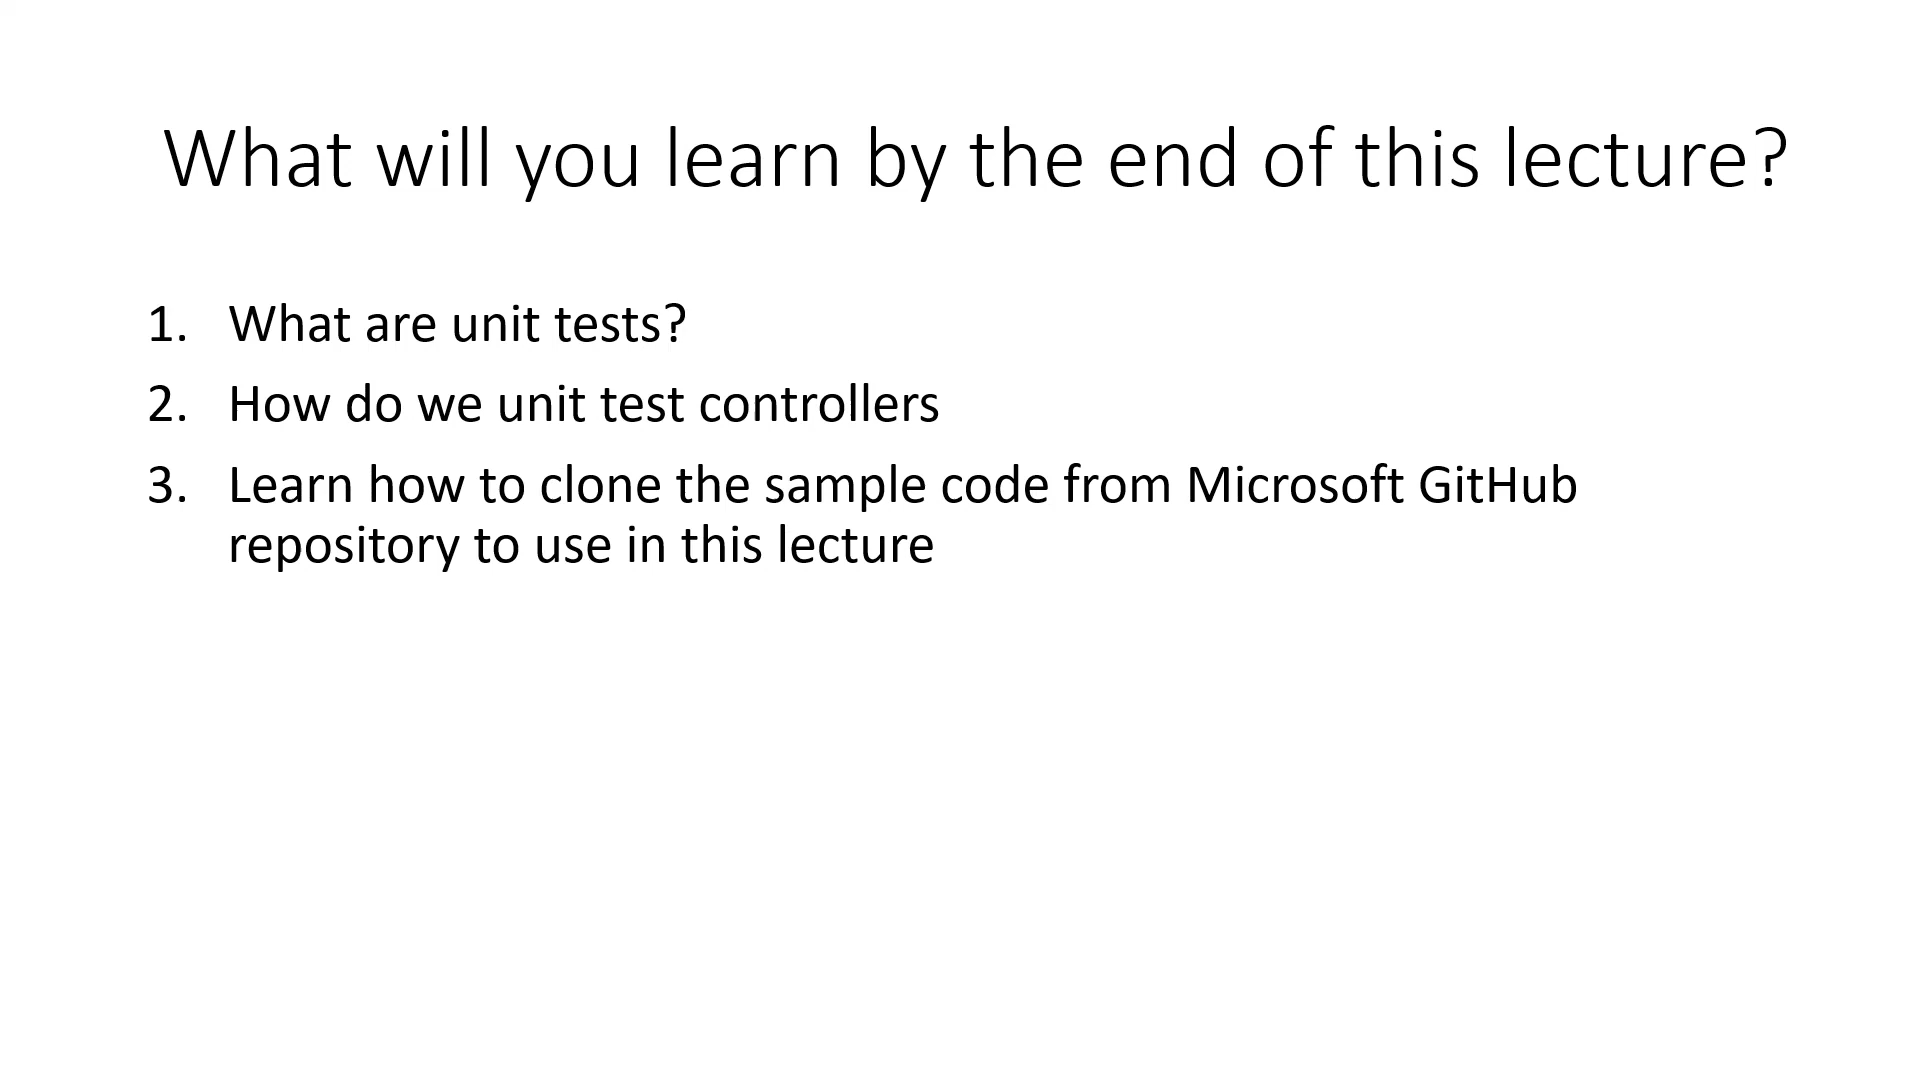 What will you learn by the end of this lecture?
1. What are unit tests?
2. How do we unit test controllers
3. Learn how to clone the sample code from Microsoft GitHub
repository to use in this lecture